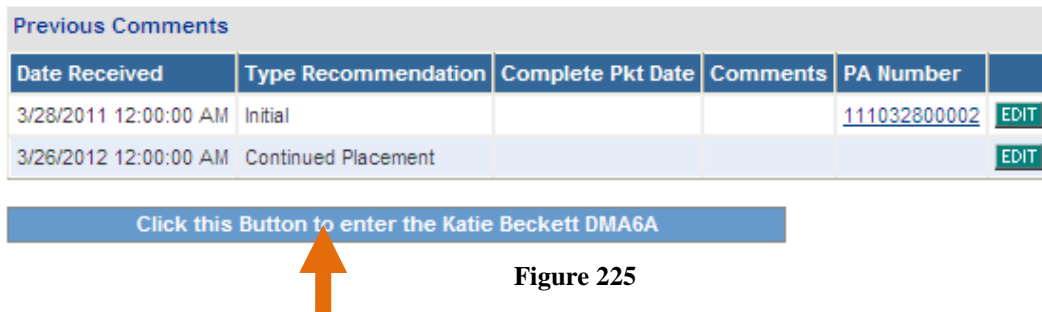 Previous Comments
Date Received Type Recommendation Complete Pkt Date Comments PA Number
3/28/2011 12:00:00 AM Initial 111032800002 EDIT
3/26/2012 12:00:00 AM Continued Placement EDIT
Click this Button to enter the Katie Beckett DMA6A
Figure 225